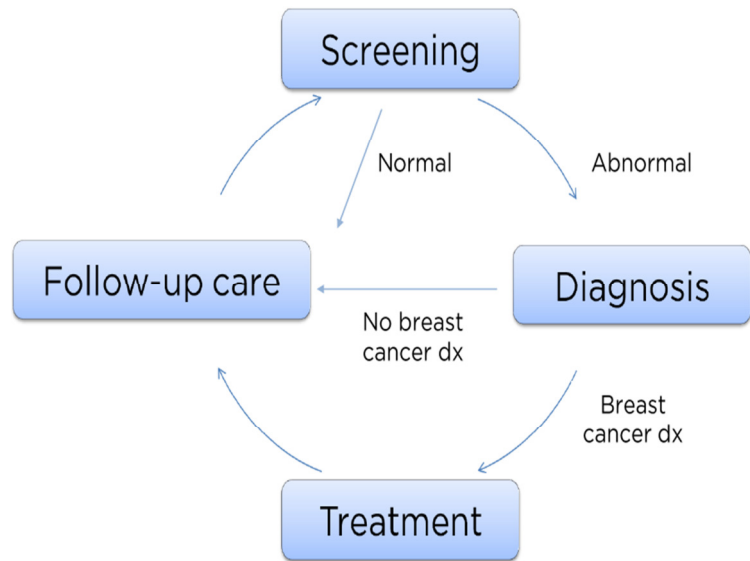 Screening
Normal
Abnormal
Follow-up care
Diagnosis
No breast
cancer dx
Breast
cancer dx
Treatment